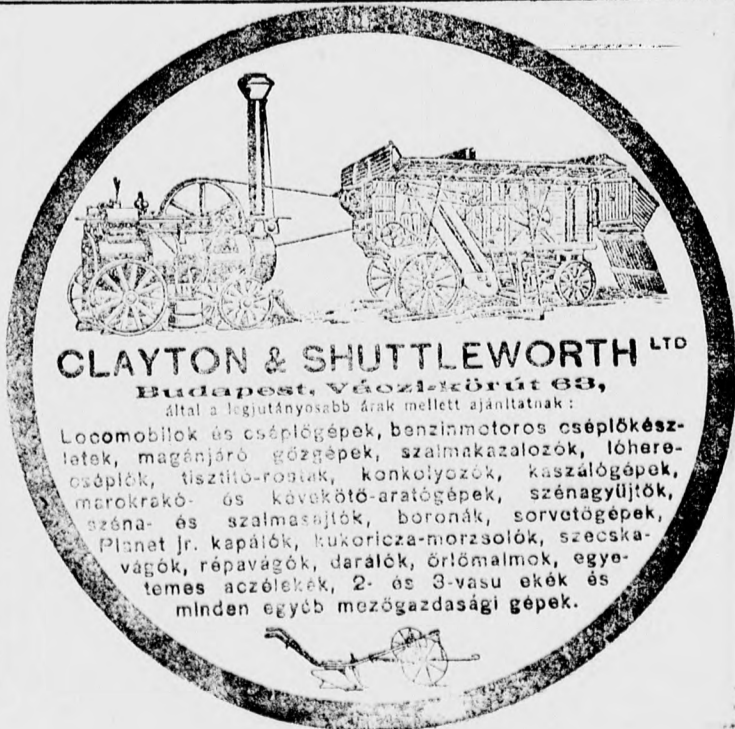 CLAYTON & SHUTTLEWORTH LTD
Budapest, Váczi-körút 63,
által a legjutányosabb árak mellett ajánltatnak :
Locomobilok és cséplőgépek, benzinmotoros cséplőkész-
letek, magánjáró gőzgépek, szalmakazalozók, lóhere-
cséplők, tisztító-rosták, konkolyozók, kaszálógépek,
marokrakó- és kévekötő-aratógépek, szénagyüjtők,
széna- és szalmasajtók, boronák, sorvetőgépek,
Planet jr. kapálók, kukoricza-morzsolók, szecska-
vágók, répavágók, darálók, őrlőmalmok, egye-
temes aczélekék, 2- és 3-vasu ekék és
minden egyéb mezőgazdasági gépek.